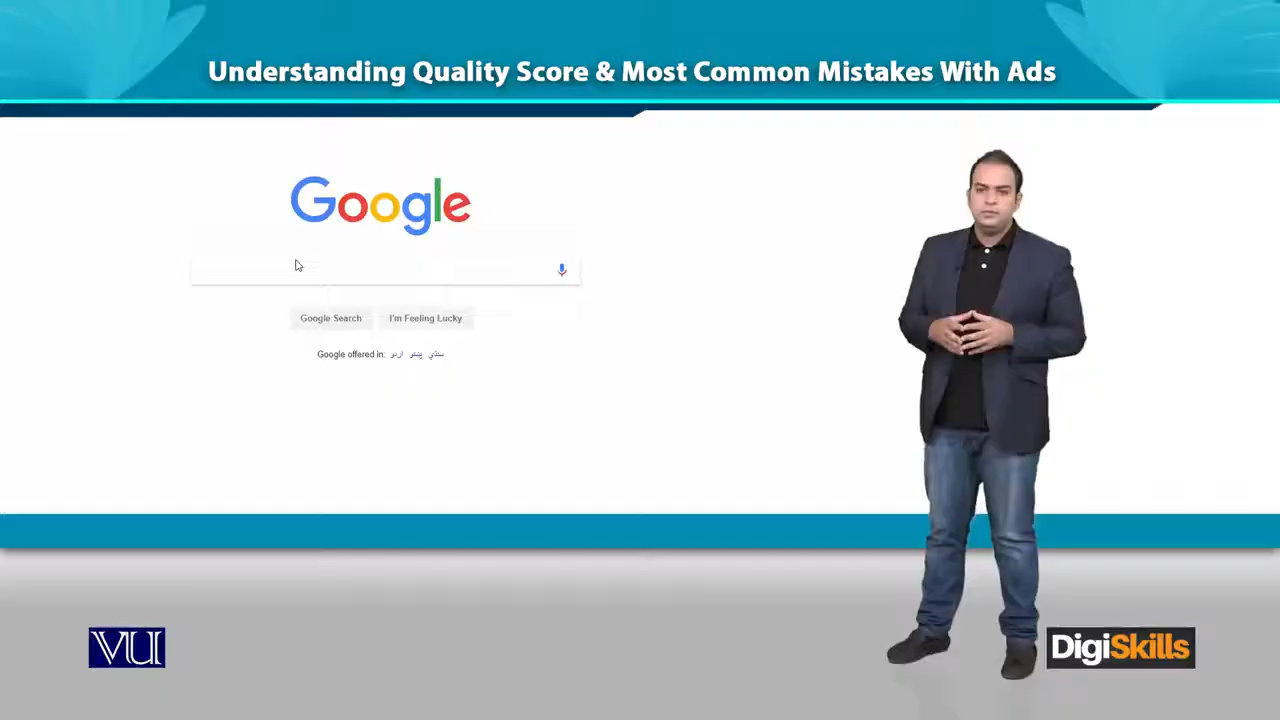 Understanding Quality Score & Most Common Mistakes With Ads
Google
Google Search
I'm Feeling Lucky
Google offered in: اردو پښتو سنڌي
VU
DigiSkills